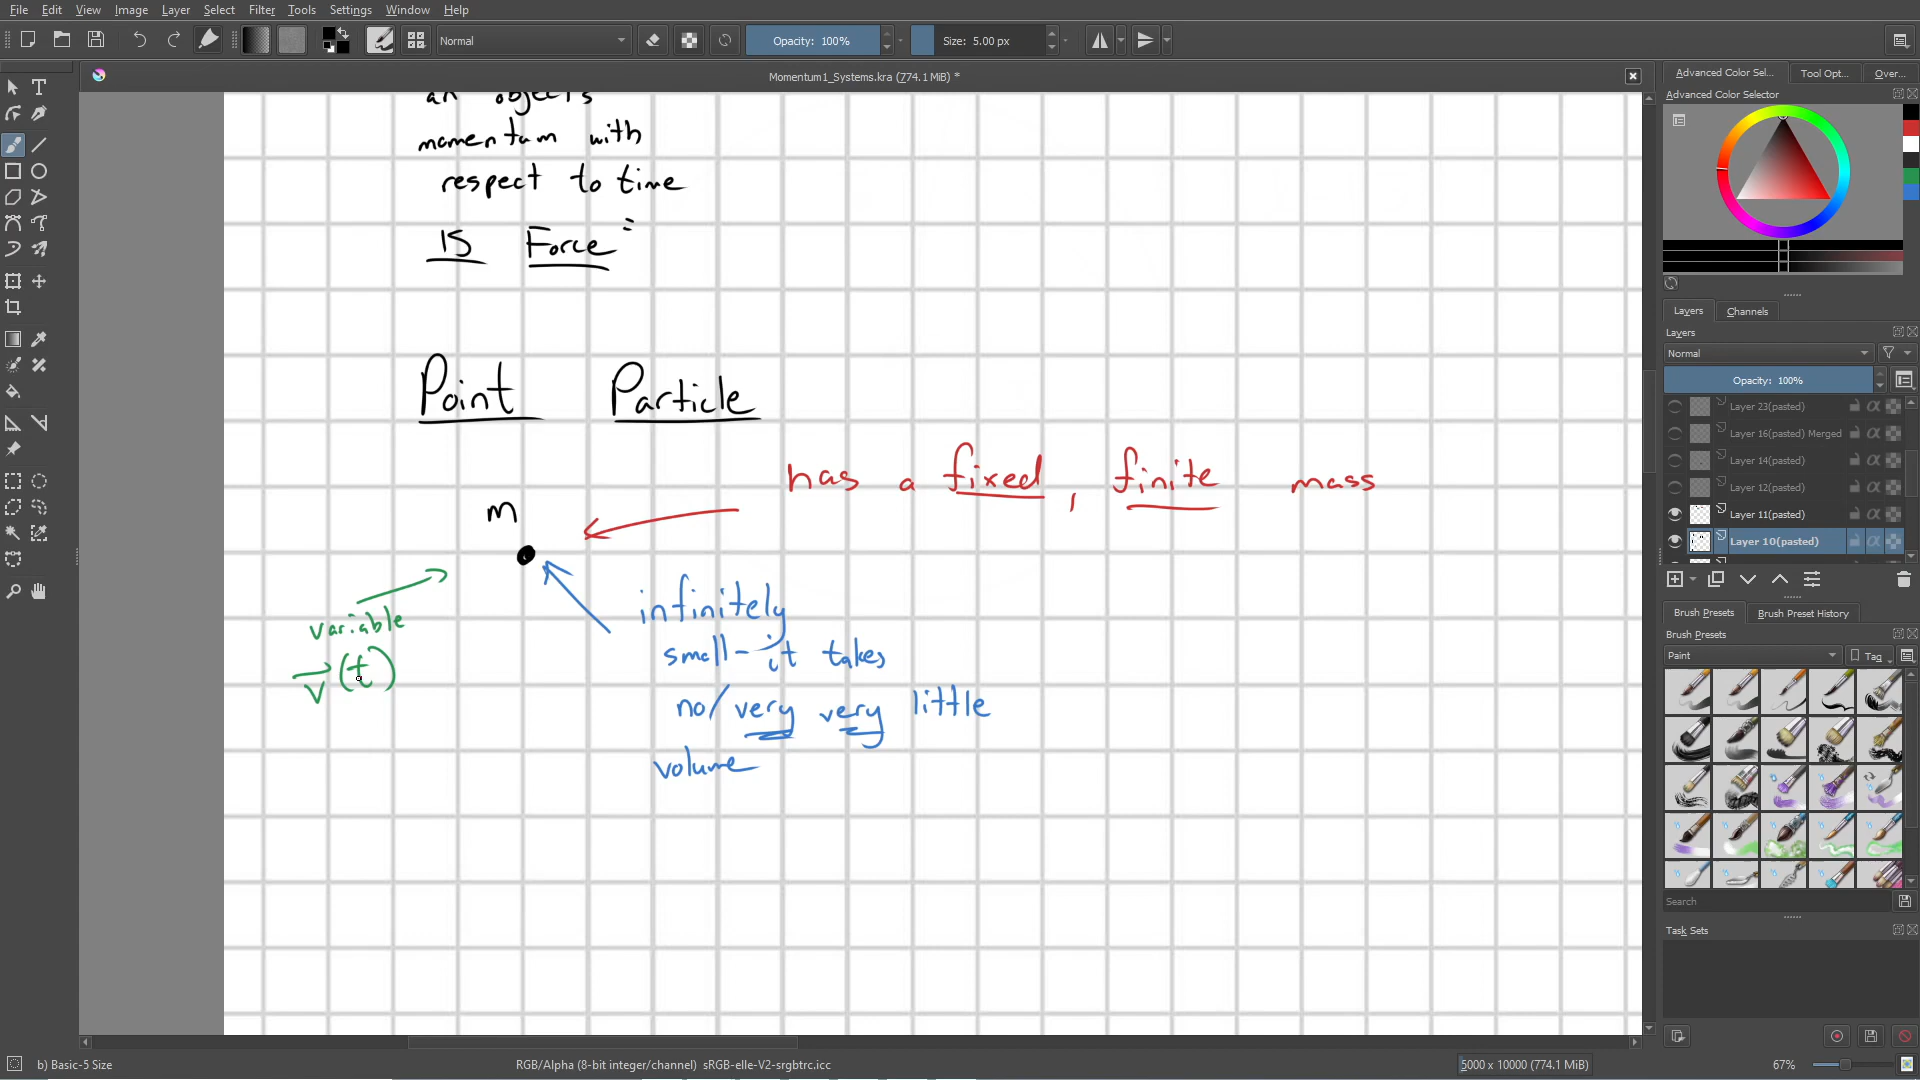 File Edit View Image Layer Select Filter Tools Settings Window Help
Normal
Opacity: 100%
Size: 5.00 px
Momentum1_Systems.kra (774.1 MiB) *
Advanced Color Sel...
Tool Opt...
Over...
Advanced Color Selector
an objects
momentum with
respect to time
IS Force
Point Particle
has a fixed, finite mass
m
variable
v(t)
infinitely
small - it takes
no/very very little
volume
Layers
Channels
Layers
Normal
Opacity: 100%
Layer 23(pasted)
Layer 16(pasted) Merged
Layer 14(pasted)
Layer 12(pasted)
Layer 11(pasted)
Layer 10(pasted)
Brush Presets
Brush Preset History
Brush Presets
Paint
Tag
Search
Task Sets
b) Basic-5 Size
RGB/Alpha (8-bit integer/channel) sRGB-elle-V2-srgbtrc.icc
5000 x 10000 (774.1 MiB)
67%